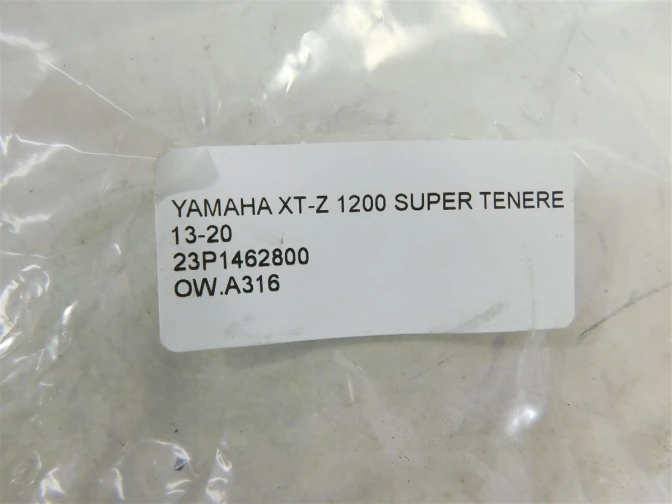 YAMAHA XT-Z 1200 SUPER TENERE
13-20
23P1462800
OW.A316